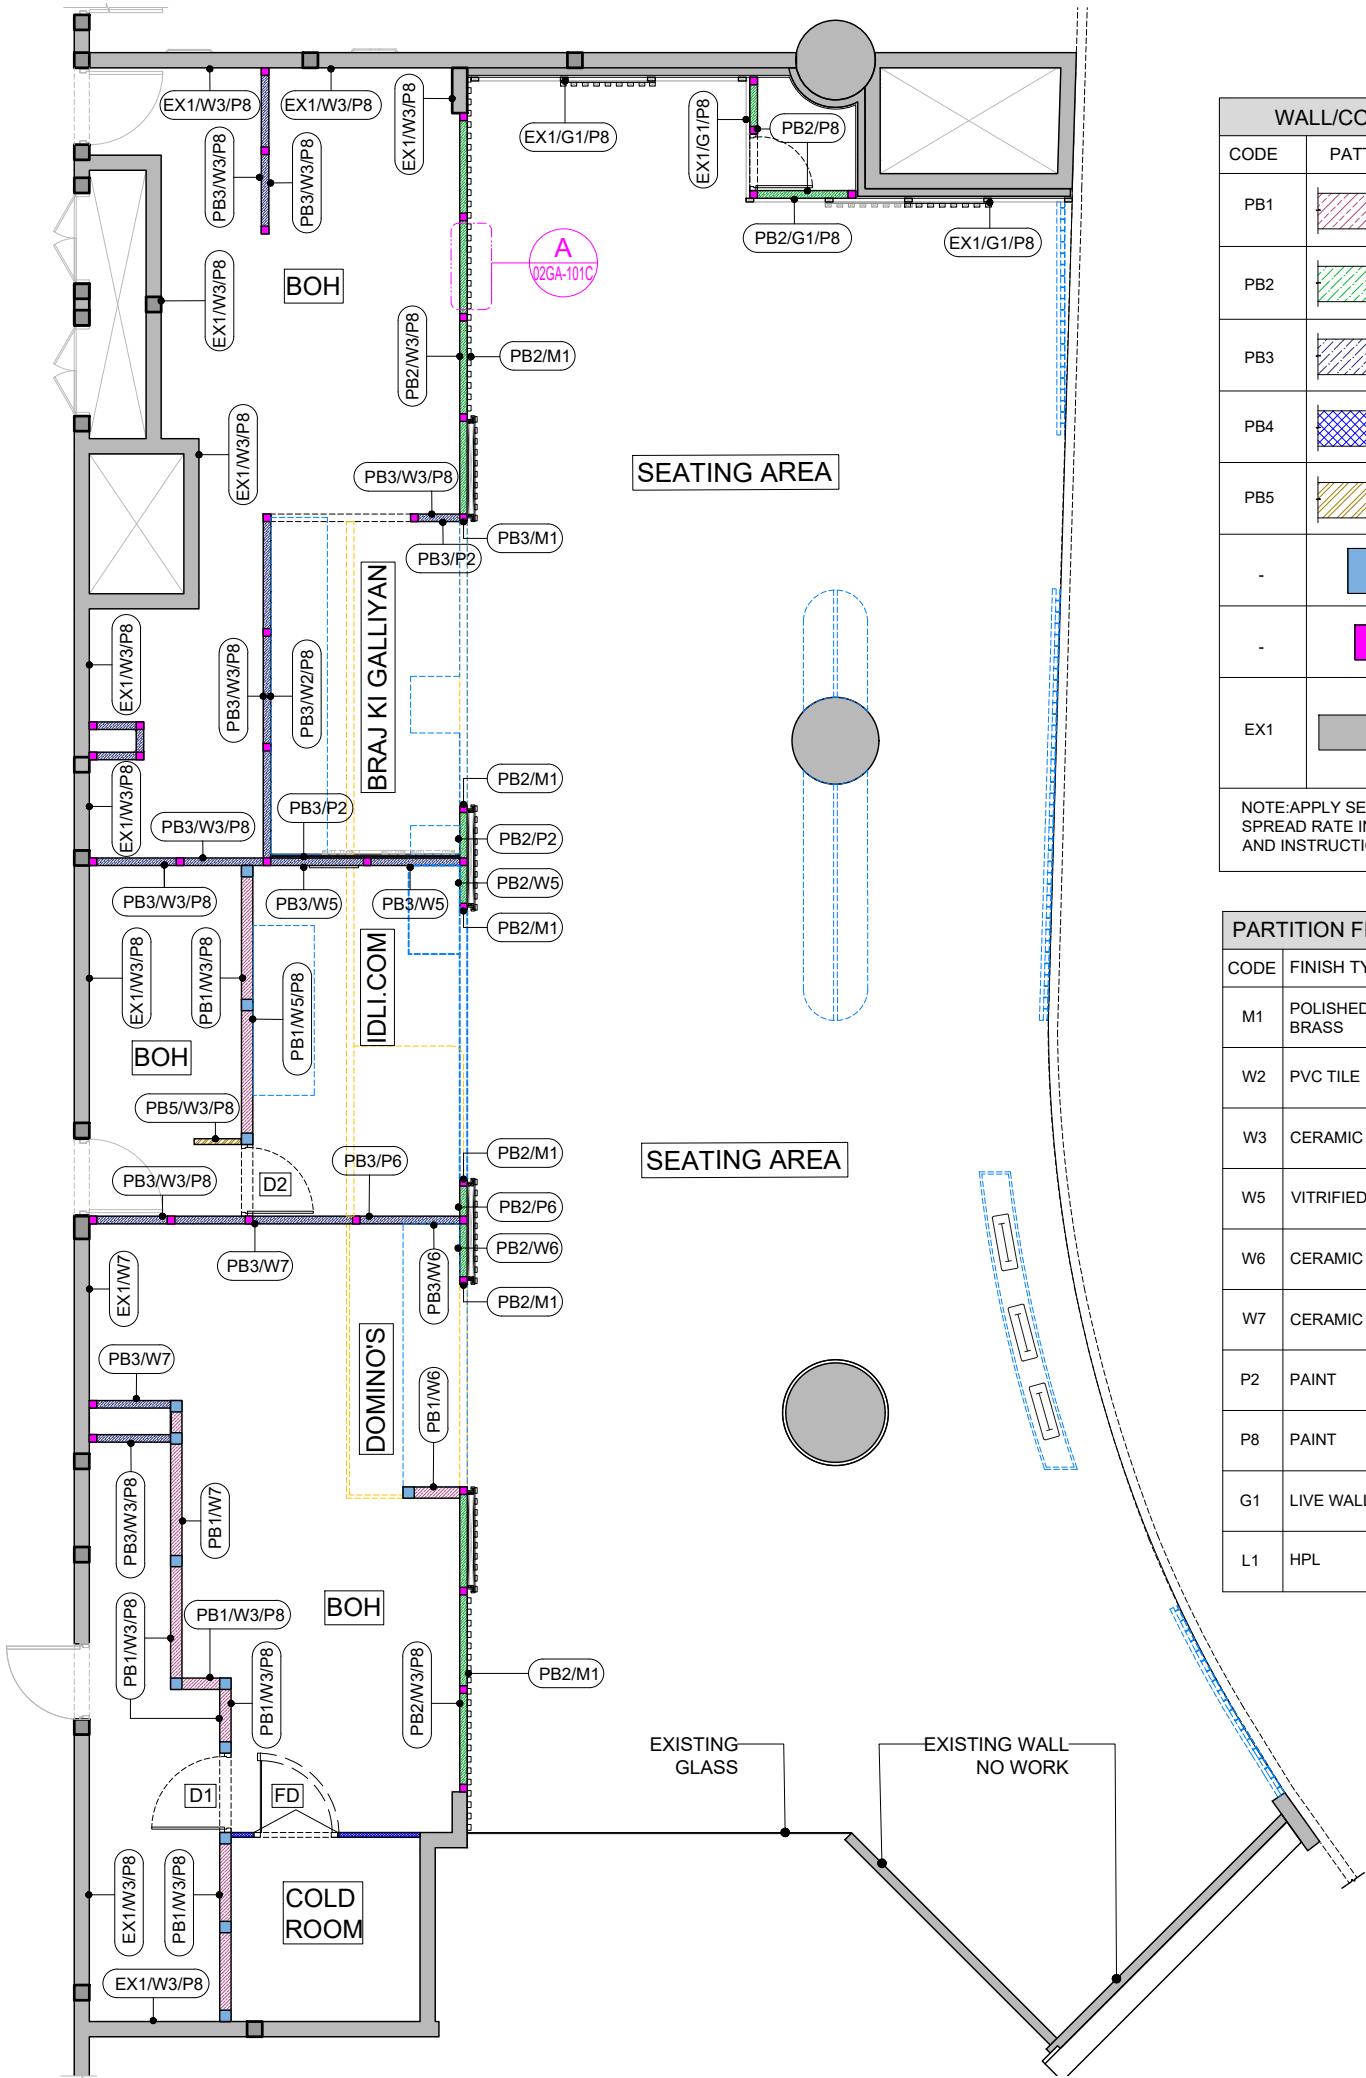 EX1/W3/P8
EX1/W3/P8
EX1/W3/P8
EX1/G1/P8
EX1/G1/P8
PB2/P8
PB3/W3/P8
PB3/W3/P8
PB2/G1/P8
EX1/G1/P8
A
02GA-101C
BOH
EX1/W3/P8
PB2/W3/P8
PB2/M1
EX1/W3/P8
PB3/W3/P8
SEATING AREA
PB3/M1
PB3/P2
BRAJ KI GALLIYAN
EX1/W3/P8
PB3/W3/P8
PB3/W2/P8
EX1/W3/P8
PB2/M1
PB3/P2
PB3/W3/P8
PB2/P2
PB2/W5
PB3/W3/P8
PB3/W5
PB3/W5
PB2/M1
EX1/W3/P8
PB1/W3/P8
PB1/W5/P8
IDLI.COM
BOH
PB5/W3/P8
PB2/M1
SEATING AREA
PB3/P6
PB3/W3/P8
D2
PB2/P6
PB2/W6
PB3/W7
EX1/W7
PB3/W6
PB2/M1
PB3/W7
DOMINO'S
PB1/W6
PB3/W3/P8
PB1/W7
BOH
PB1/W3/P8
PB1/W3/P8
PB1/W3/P8
PB2/W3/P8
PB2/M1
EXISTING
GLASS
EXISTING WALL
NO WORK
D1
FD
EX1/W3/P8
PB1/W3/P8
COLD
ROOM
EX1/W3/P8
WALL/CO
CODE PATT
PB1
PB2
PB3
PB4
PB5
-
-
EX1
NOTE:APPLY SE
SPREAD RATE IN
AND INSTRUCTI
PARTITION FI
CODE FINISH TY
M1 POLISHED
BRASS
W2 PVC TILE
W3 CERAMIC
W5 VITRIFIED
W6 CERAMIC
W7 CERAMIC
P2 PAINT
P8 PAINT
G1 LIVE WALL
L1 HPL